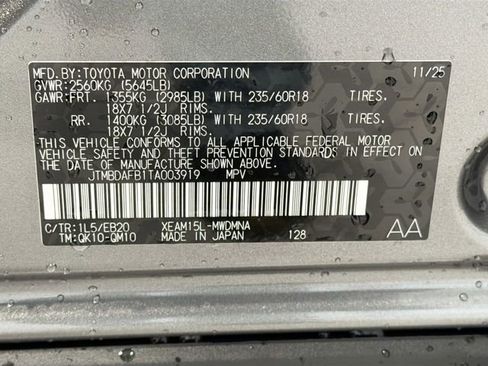 MFD. BY: TOYOTA MOTOR CORPORATION 11/25
GVWR: 2560KG (5645LB)
GAWR: FRT. 1355KG (2985LB) WITH 235/60R18 TIRES.
18X7 1/2J RIMS.
RR. 1400KG (3085LB) WITH 235/60R18 TIRES.
18X7 1/2J RIMS.
THIS VEHICLE CONFORMS TO ALL APPLICABLE FEDERAL MOTOR
VEHICLE SAFETY AND THEFT PREVENTION STANDARDS IN EFFECT
ON THE DATE OF MANUFACTURE SHOWN ABOVE.
JTMBDAFB1TA003919 MPV
C/TR: 1L5/EB20 XEAM15L-MWDMNA
TM: QK10-QM10 MADE IN JAPAN 128 AA